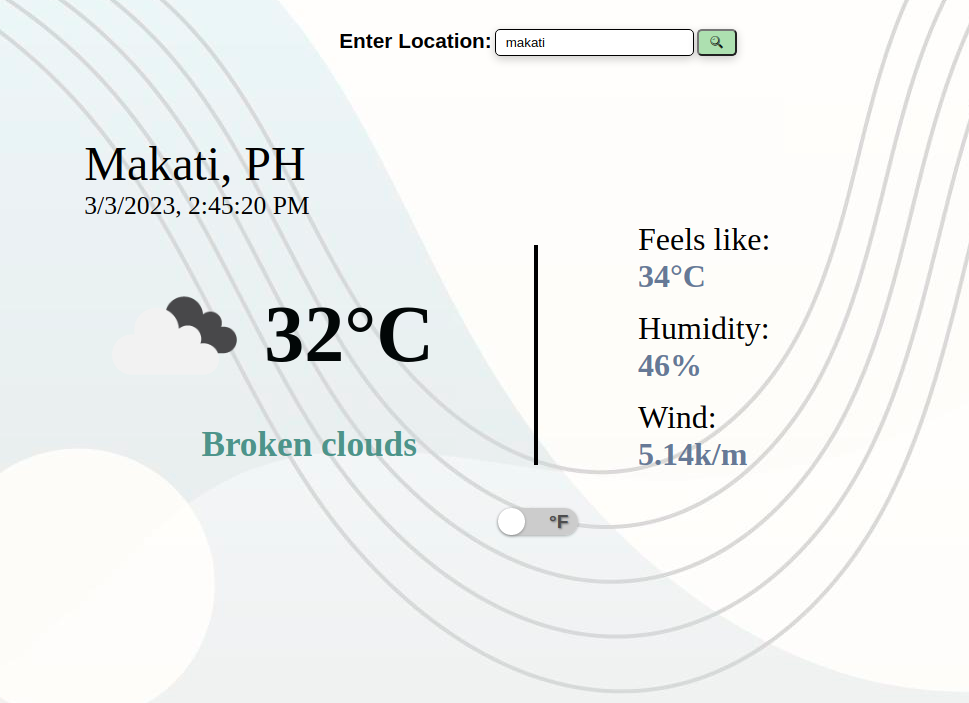 Enter Location: makati
Makati, PH
3/3/2023, 2:45:20 PM
32°C
Broken clouds
Feels like:
34°C
Humidity:
46%
Wind:
5.14k/m
°F